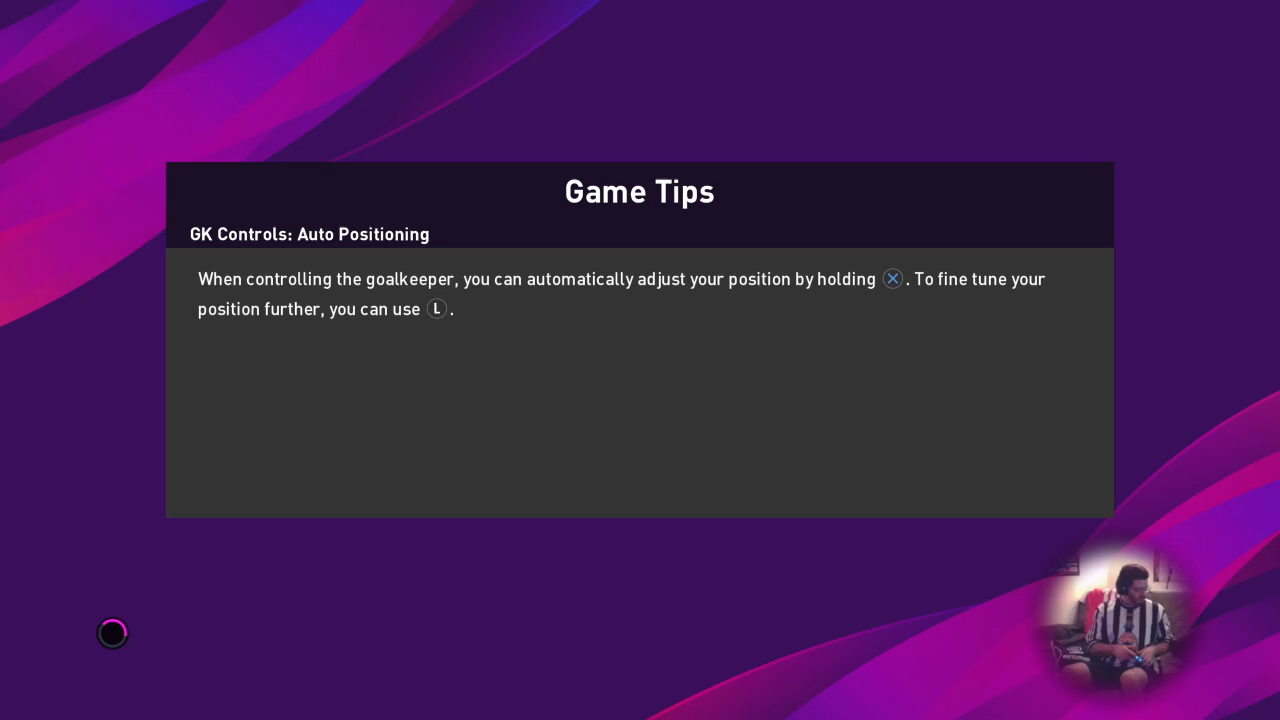 Game Tips
GK Controls: Auto Positioning
When controlling the goalkeeper, you can automatically adjust your position by holding ⓧ. To fine tune your
position further, you can use Ⓛ.